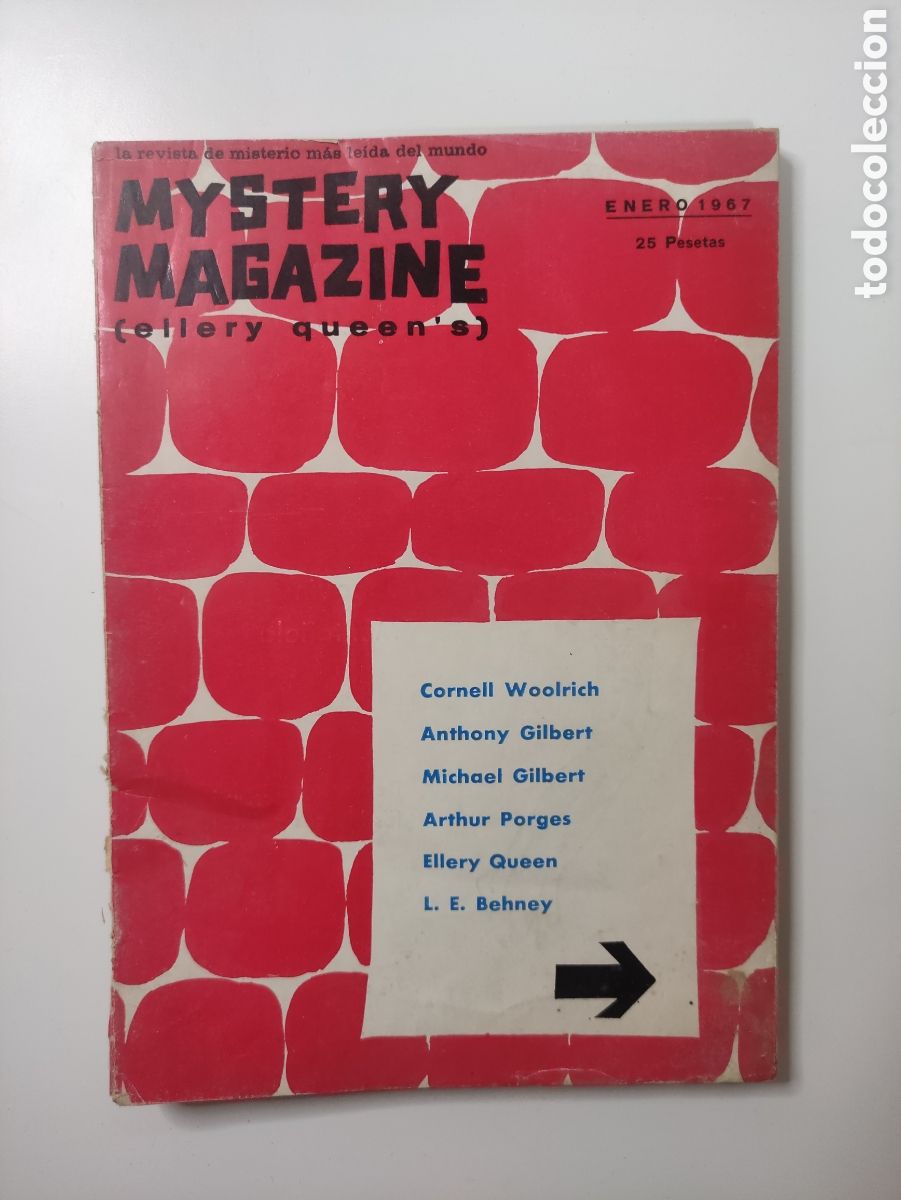 la revista de misterio más leída del mundo
MYSTERY
MAGAZINE
(ellery queen's)
ENERO 1967
25 Pesetas
Cornell Woolrich
Anthony Gilbert
Michael Gilbert
Arthur Porges
Ellery Queen
L. E. Behney
todocoleccion